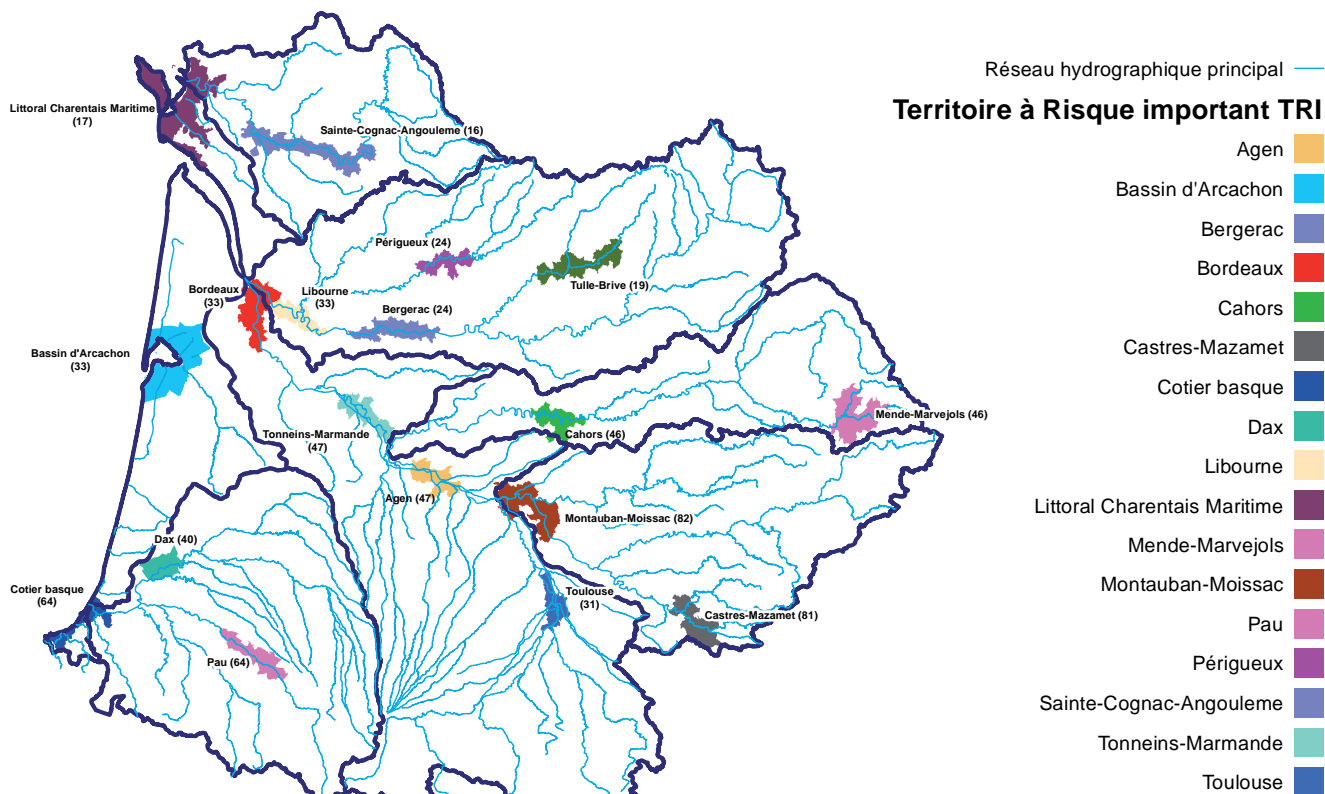 Réseau hydrographique principal
Territoire à Risque important TRI
Agen
Bassin d'Arcachon
Bergerac
Bordeaux
Cahors
Castres-Mazamet
Cotier basque
Dax
Libourne
Littoral Charentais Maritime
Mende-Marvejols
Montauban-Moissac
Pau
Périgueux
Sainte-Cognac-Angouleme
Tonneins-Marmande
Toulouse
Littoral Charentais Maritime
(17)
Sainte-Cognac-Angouleme (16)
Périgueux (24)
Tulle-Brive (19)
Bordeaux
(33)
Libourne
(33)
Bergerac (24)
Bassin d'Arcachon
(33)
Tonneins-Marmande
(47)
Cahors (46)
Mende-Marvejols (46)
Agen (47)
Montauban-Moissac (82)
Dax (40)
Cotier basque
(64)
Toulouse
(31)
Castres-Mazamet (81)
Pau (64)